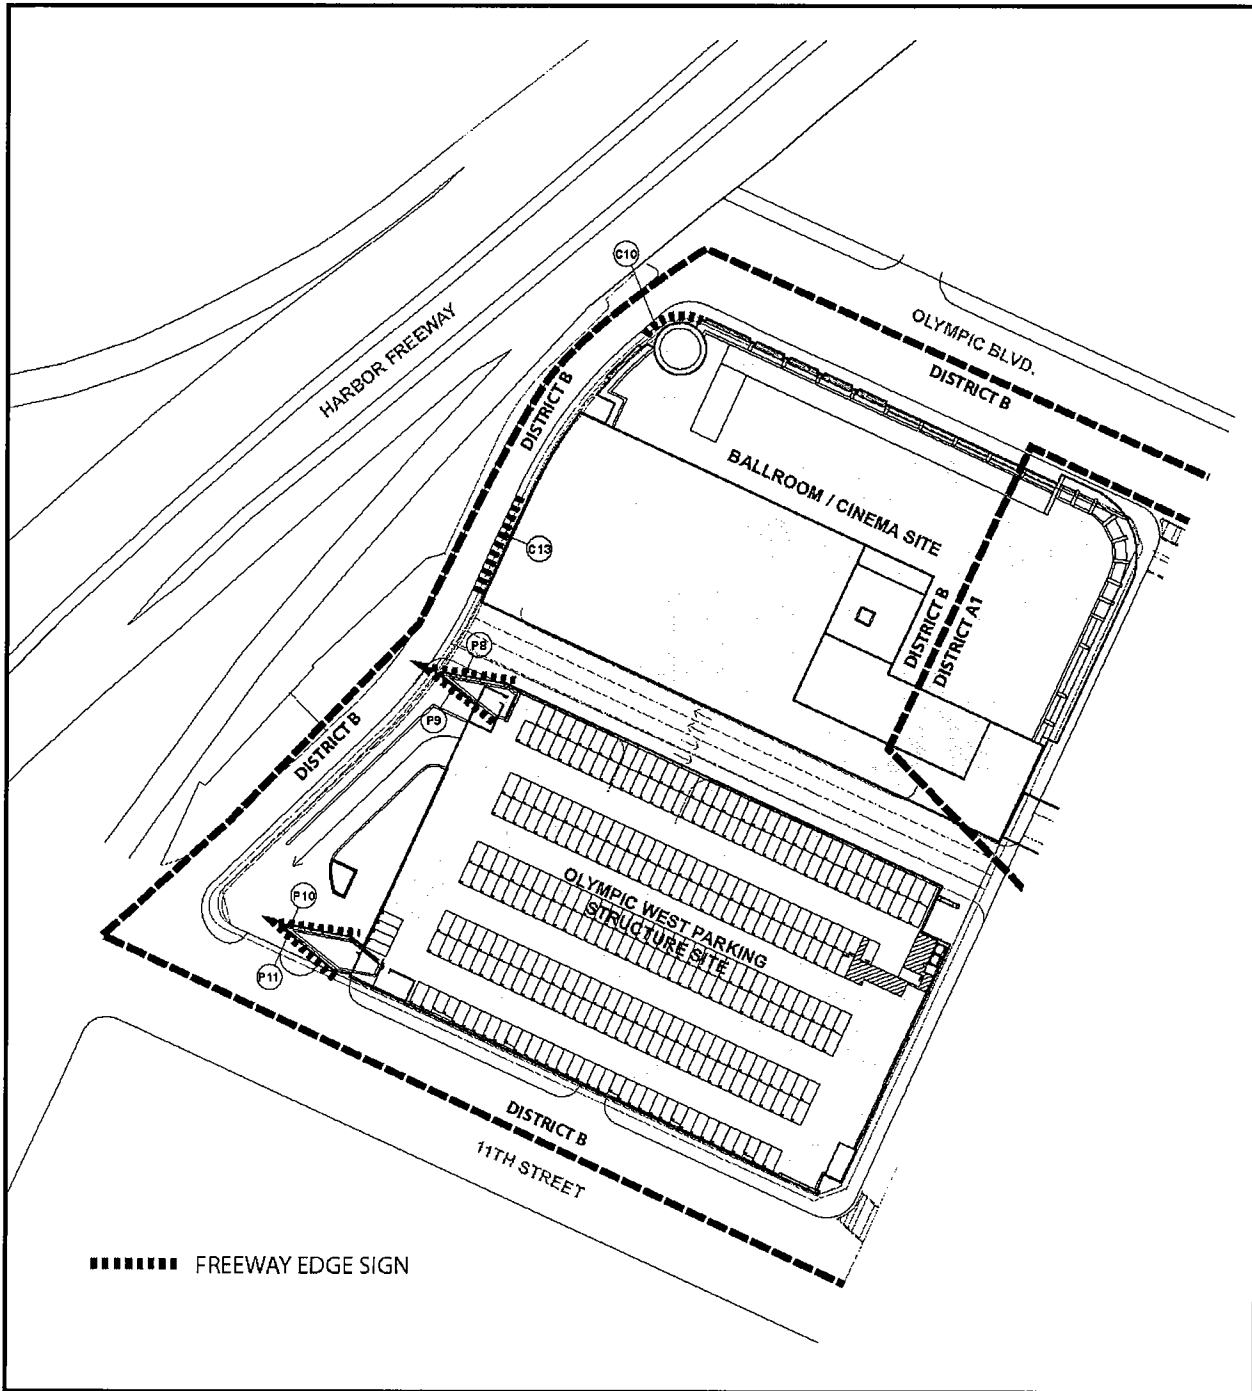 C10
OLYMPIC BLVD.
DISTRICT B
HARBOR FREEWAY
DISTRICT B
BALLROOM / CINEMA SITE
C13
DISTRICT B
DISTRICT A1
P8
P9
DISTRICT B
OLYMPIC WEST PARKING
STRUCTURE SITE
P10
P11
DISTRICT B
11TH STREET
FREEWAY EDGE SIGN